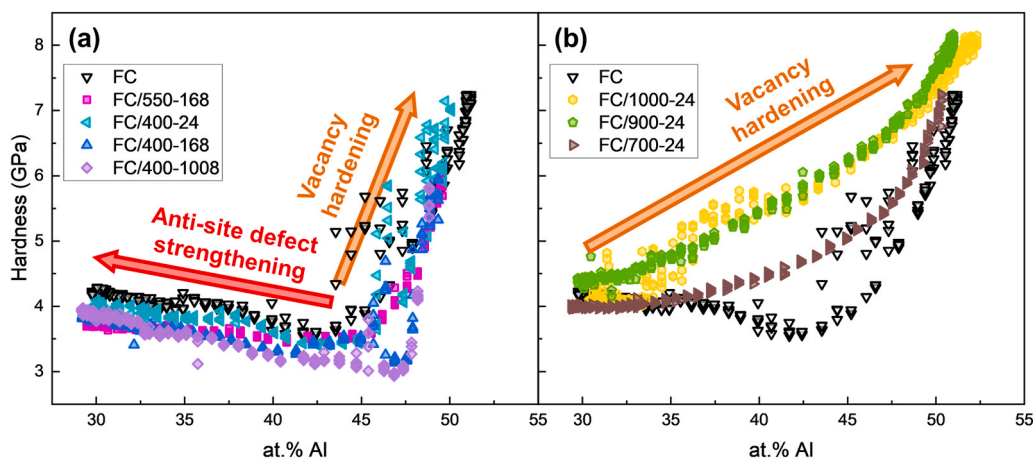 (a)
FC
FC/550-168
FC/400-24
FC/400-168
FC/400-1008
Vacancy
hardening
Anti-site defect
strengthening
Hardness (GPa)
8
7
6
5
4
3
30 35 40 45 50 55
at.% Al
(b)
FC
FC/1000-24
FC/900-24
FC/700-24
Vacancy
hardening
30 35 40 45 50 55
at.% Al